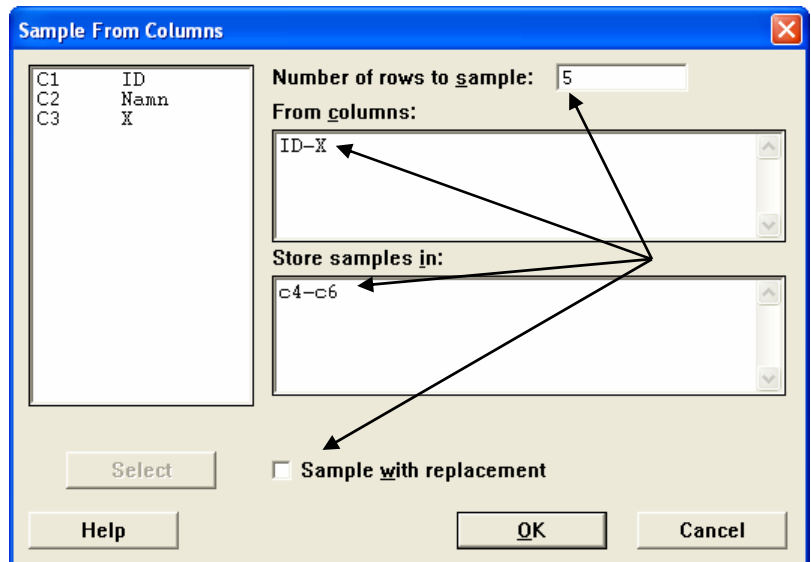 Sample From Columns
C1 ID
C2 Namn
C3 X
Number of rows to sample: 5
From columns:
ID-X
Store samples in:
c4-c6
Select
Sample with replacement
Help
OK
Cancel